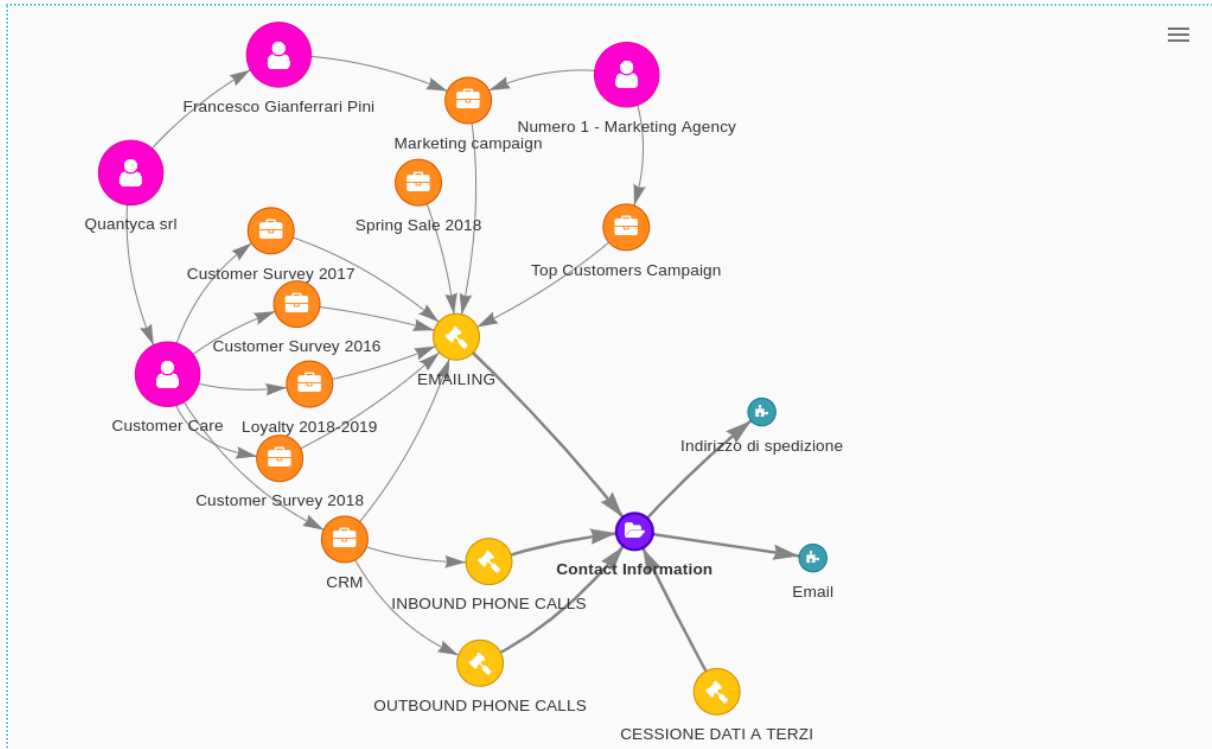 Francesco Gianferrari Pini
Numero 1 - Marketing Agency
Marketing campaign
Quantyca srl
Spring Sale 2018
Customer Survey 2017
Top Customers Campaign
Customer Survey 2016
EMAILING
Customer Care
Loyalty 2018-2019
Indirizzo di spedizione
Customer Survey 2018
Contact Information
CRM
Email
INBOUND PHONE CALLS
OUTBOUND PHONE CALLS
CESSIONE DATI A TERZI